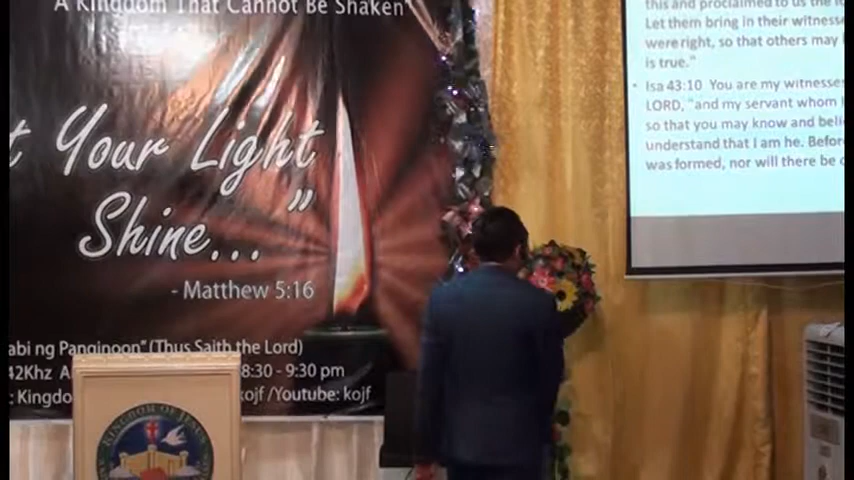 A Kingdom That Cannot Be Shaken"
Your Light
Shine..."
- Matthew 5:16
abi ng Panginoon" (Thus Saith the Lord)
42Khz A 8:30 - 9:30 pm
: Kingdo kojf /Youtube: kojf
KINGDOM OF JESUS
this and proclaimed to us the
Let them bring in their witnesse
were right, so that others may
is true."
• Isa 43:10 You are my witnesse
LORD, "and my servant whom I
so that you may know and beli
understand that I am he. Befor
was formed, nor will there be